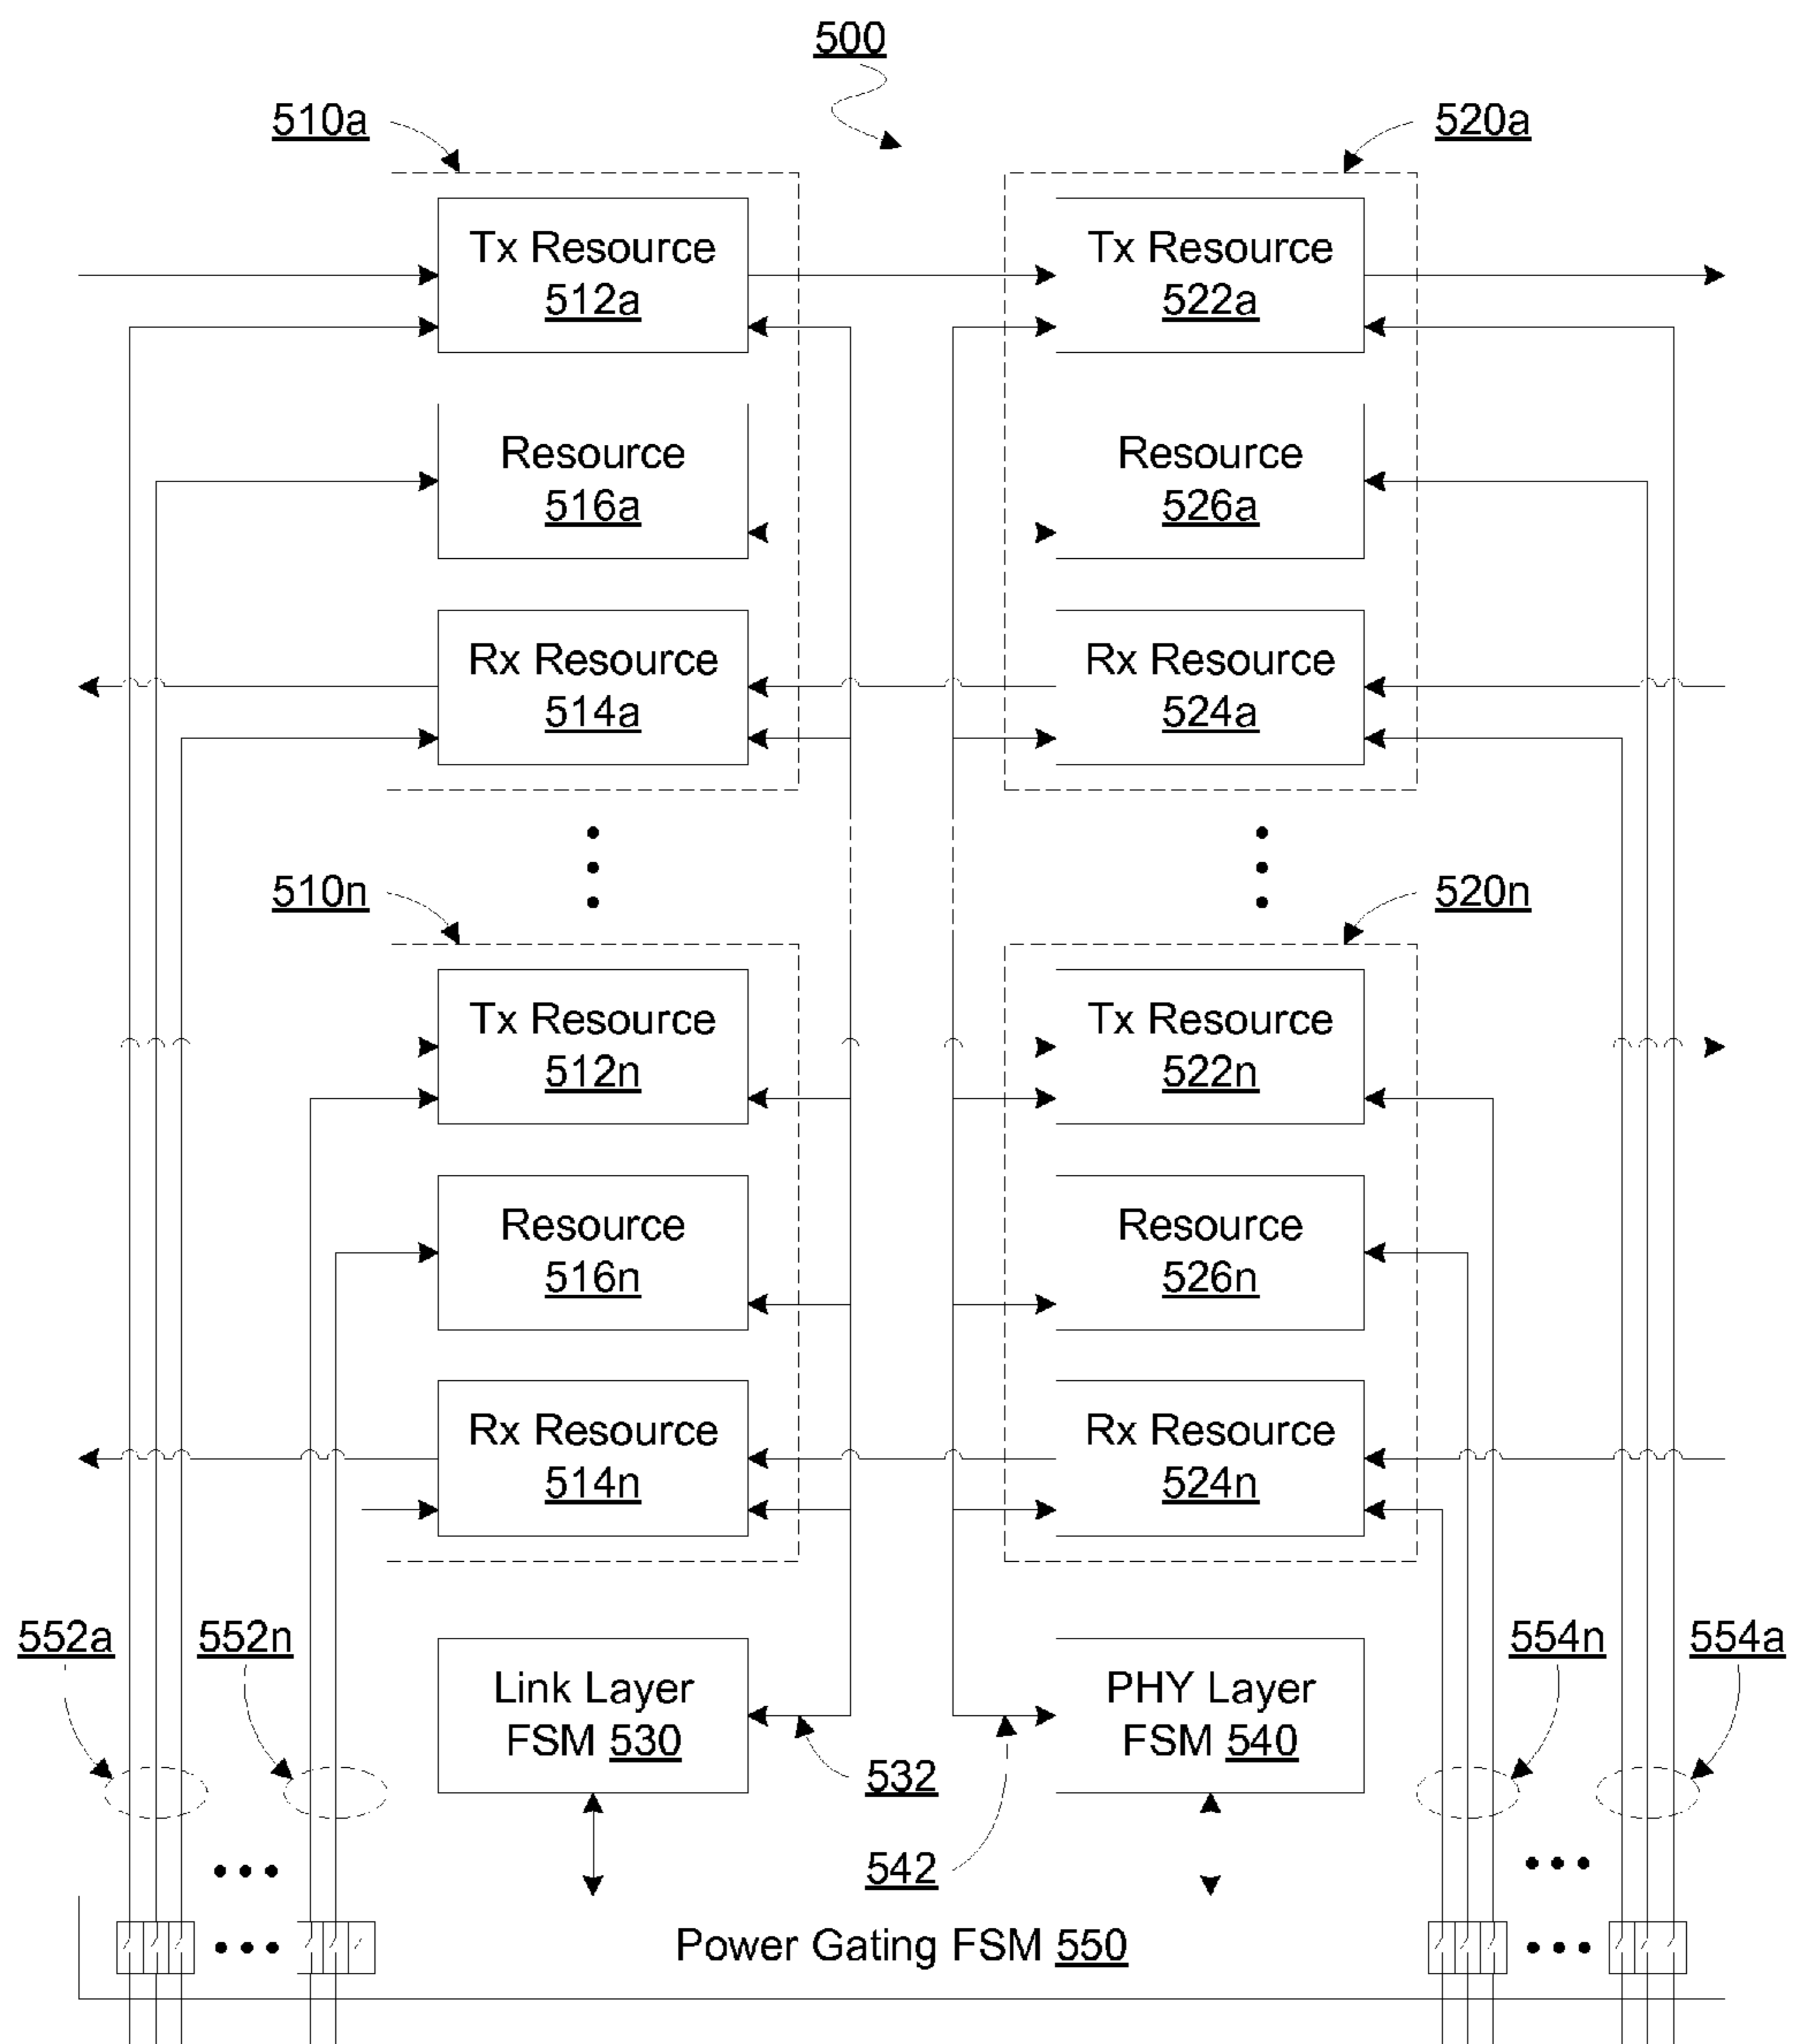 500
510a
520a
Tx Resource
512a
Tx Resource
522a
Resource
516a
Resource
526a
Rx Resource
514a
Rx Resource
524a
510n
520n
Tx Resource
512n
Tx Resource
522n
Resource
516n
Resource
526n
Rx Resource
514n
Rx Resource
524n
552a
552n
554n
554a
Link Layer
FSM 530
PHY Layer
FSM 540
532
542
Power Gating FSM 550